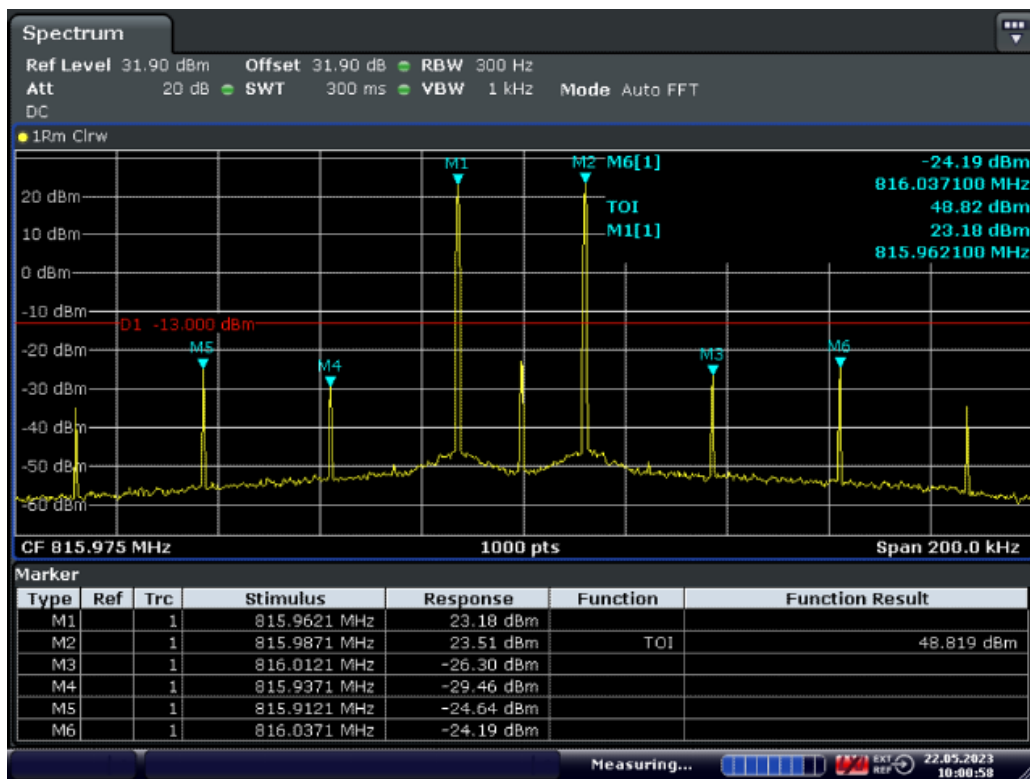 Spectrum
Ref Level 31.90 dBm Offset 31.90 dB RBW 300 Hz
Att 20 dB SWT 300 ms VBW 1 kHz Mode Auto FFT
DC
1Rm Clrw
M1 M2 M6[1] -24.19 dBm
816.037100 MHz
20 dBm
TOI 48.82 dBm
10 dBm M1[1] 23.18 dBm
815.962100 MHz
0 dBm
-10 dBm
D1 -13.000 dBm
-20 dBm M5 M4 M3 M6
-30 dBm
-40 dBm
-50 dBm
-60 dBm
CF 815.975 MHz 1000 pts Span 200.0 kHz
Marker
Type Ref Trc Stimulus Response Function Function Result
M1 1 815.9621 MHz 23.18 dBm
M2 1 815.9871 MHz 23.51 dBm TOI 48.819 dBm
M3 1 816.0121 MHz -26.30 dBm
M4 1 815.9371 MHz -29.46 dBm
M5 1 815.9121 MHz -24.64 dBm
M6 1 816.0371 MHz -24.19 dBm
Measuring... EXT REF 22.05.2023
10:00:58